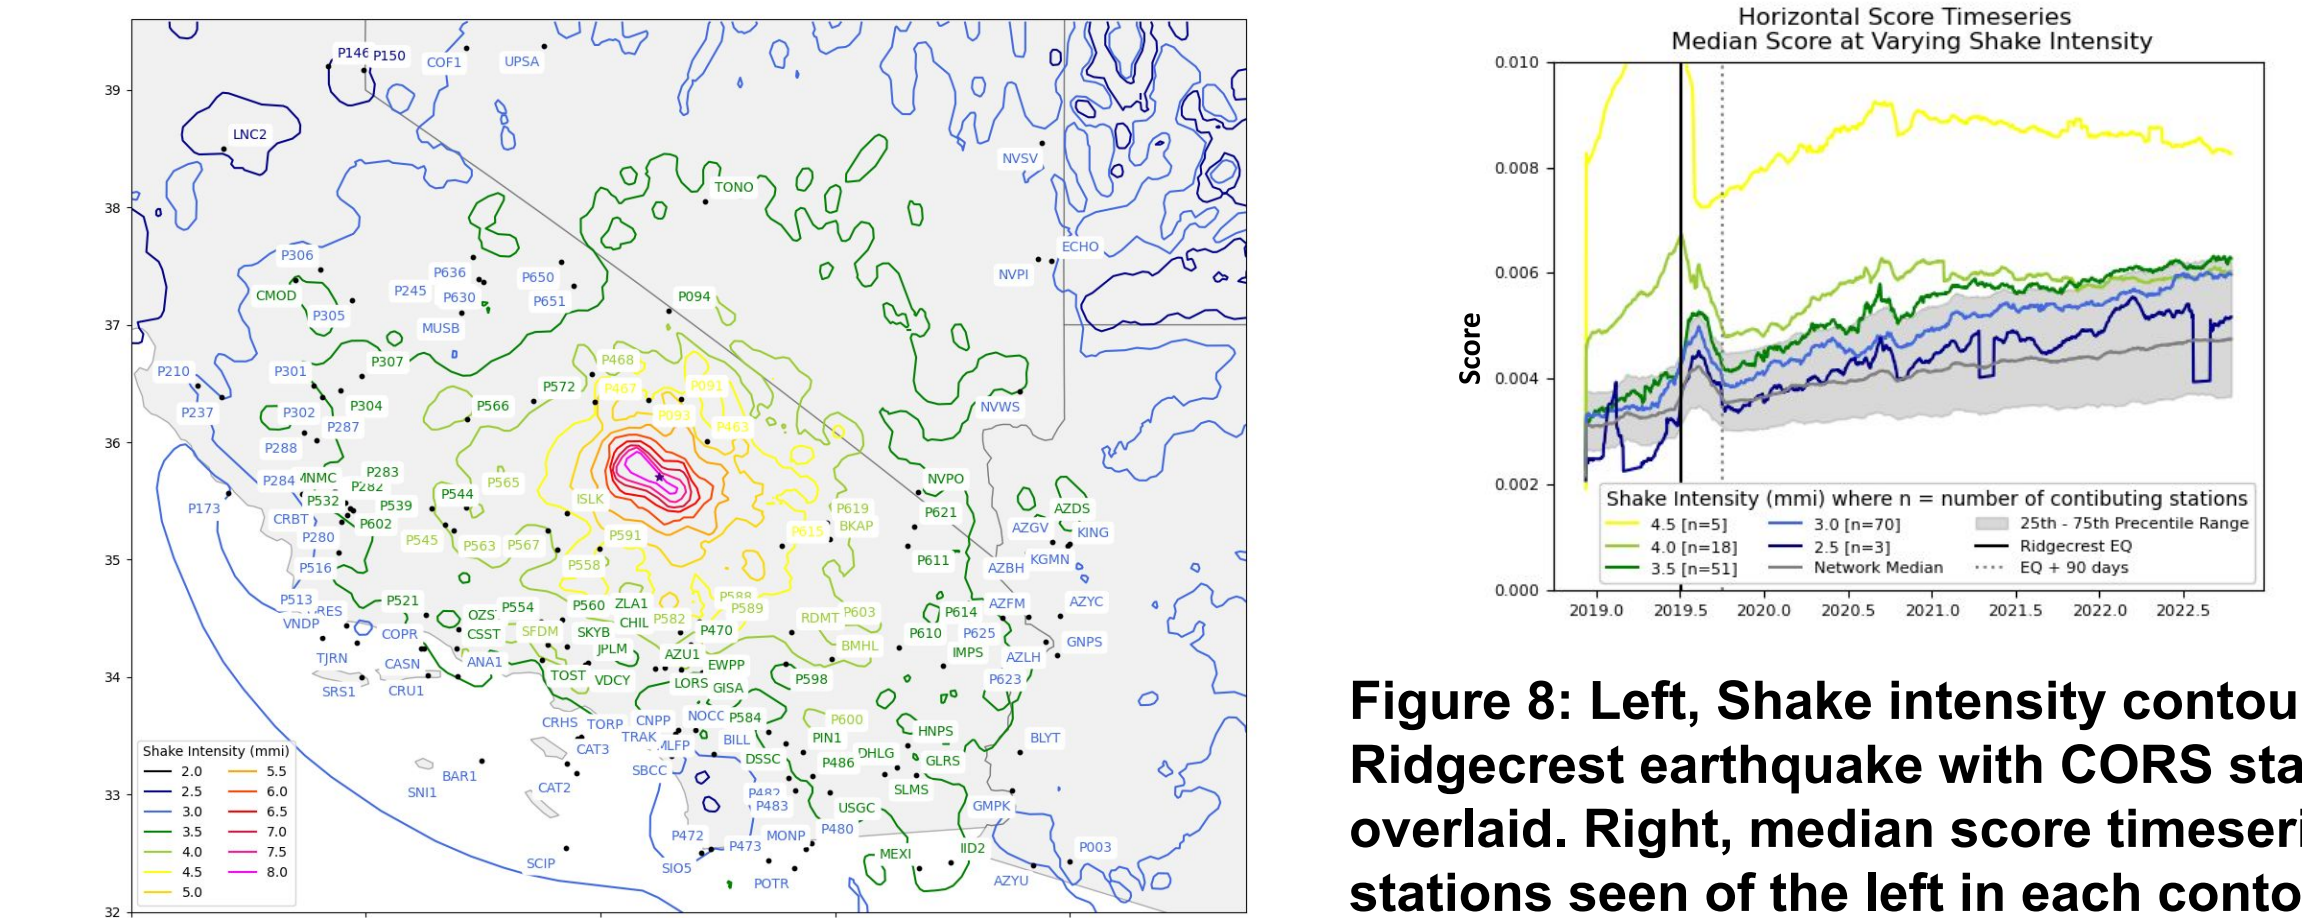 P146 P150 COF1 UPSA
39
LNC2
NVSV
TONO
38
P306 ECHO
P636 P650 NVPI
CMOD P245 P630 P651 P094
P305
MUSB
37
P307 P468
P210 P301 P572 P467 P091
P237 P302 P304 P566 P093 NVWS
P287 P463
36
P288
P284 MNMC P283 P565 NVPO
P532 P282 P539 P544 ISLK
P173 CRBT P602 P619 P621 AZDS
P280 P545 P563 P567 P591 P615 BKAP AZGV KING
35
P516 P558 P611 AZBH KGMN
P513 P521 P554 P560 ZLA1 P588 P589 AZFM AZYC
VNDP OZST CHIL P582 RDMT P603 P614
COPR CSST SFDM SKYB P470 P610 P625 GNPS
TJRN CASN ANA1 JPLM AZU1 EWPP BMHL IMPS AZLH
34
SRS1 CRU1 TOST VDCY LORS GISA P598 P623
CRHS TORP CNPP NOCC P584 P600 HNPS BLYT
TRAK MLFP BILL PIN1
CAT3 SBCC DSSC P486 DHLG GLRS
BAR1 CAT2 P482 SLMS
33
SNI1 P483 USGC GMPK
P472 P473 MONP P480
SCIP SIO5 POTR MEXI IID2 P003
AZYU
32
Shake Intensity (mmi)
2.0 5.5
2.5 6.0
3.0 6.5
3.5 7.0
4.0 7.5
4.5 8.0
5.0
Horizontal Score Timeseries
Median Score at Varying Shake Intensity
Score
0.010
0.008
0.006
0.004
0.002
0.000
Shake Intensity (mmi) where n = number of contibuting stations
4.5 [n=5] 3.0 [n=70] 25th - 75th Precentile Range
4.0 [n=18] 2.5 [n=3] Ridgecrest EQ
3.5 [n=51] Network Median EQ + 90 days
2019.0 2019.5 2020.0 2020.5 2021.0 2021.5 2022.0 2022.5
Figure 8: Left, Shake intensity contou
Ridgecrest earthquake with CORS sta
overlaid. Right, median score timeseri
stations seen of the left in each conto